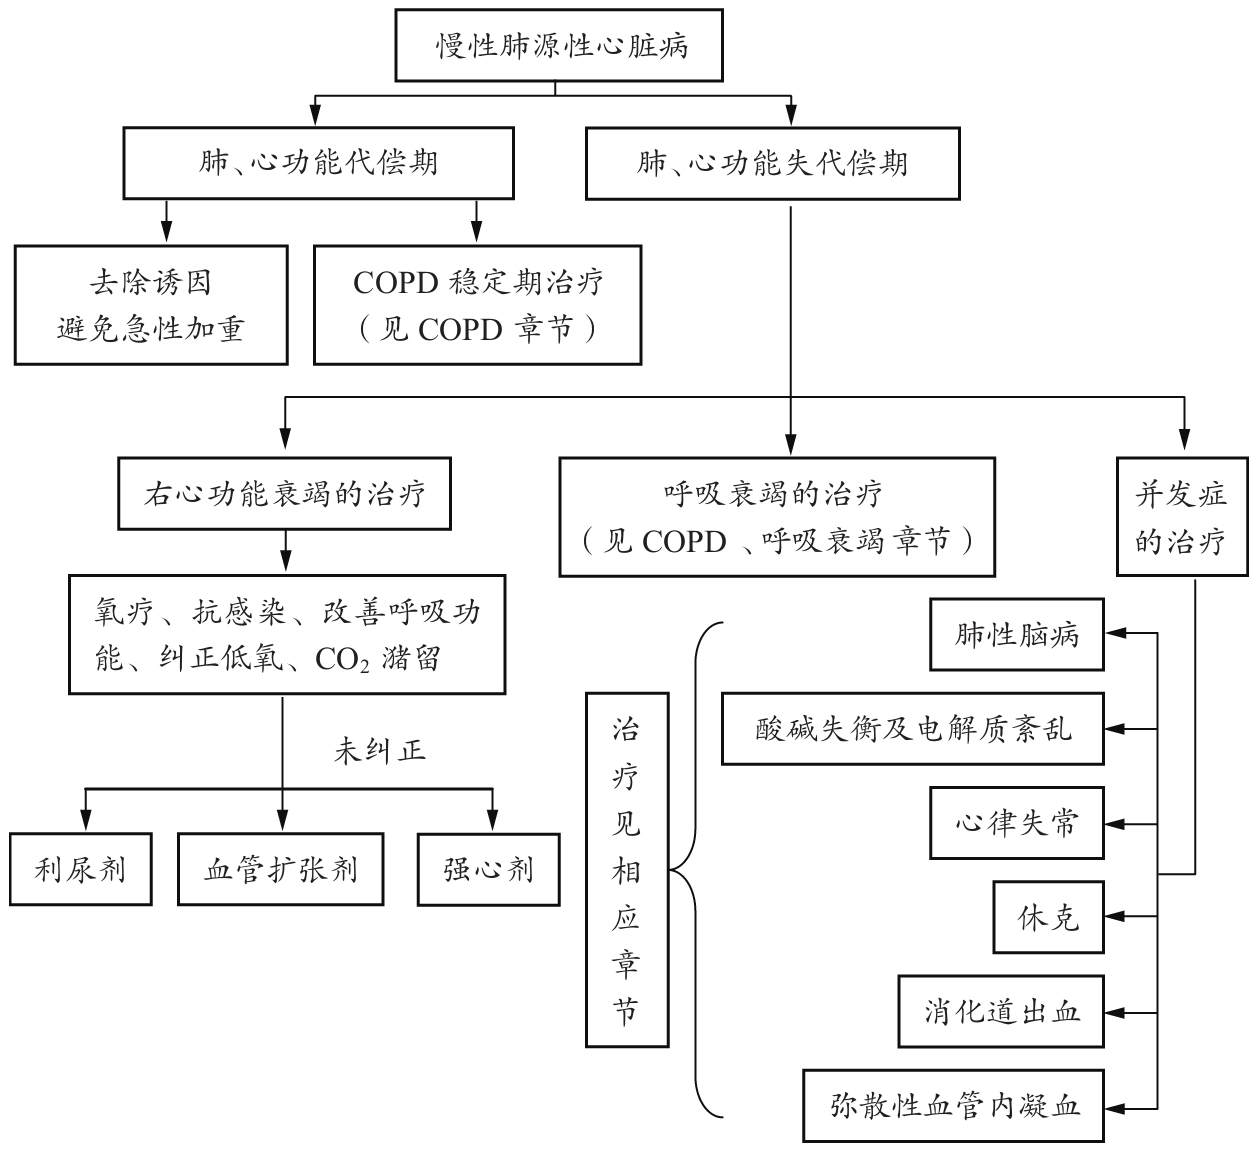 慢性肺源性心脏病
肺、心功能代偿期
肺、心功能失代偿期
去除诱因
避免急性加重
COPD 稳定期治疗
（见 COPD 章节）
右心功能衰竭的治疗
呼吸衰竭的治疗
（见 COPD 、呼吸衰竭章节）
并发症
的治疗
氧疗、抗感染、改善呼吸功
能、纠正低氧、CO₂ 潴留
未纠正
利尿剂
血管扩张剂
强心剂
治疗见相应章节
肺性脑病
酸碱失衡及电解质紊乱
心律失常
休克
消化道出血
弥散性血管内凝血